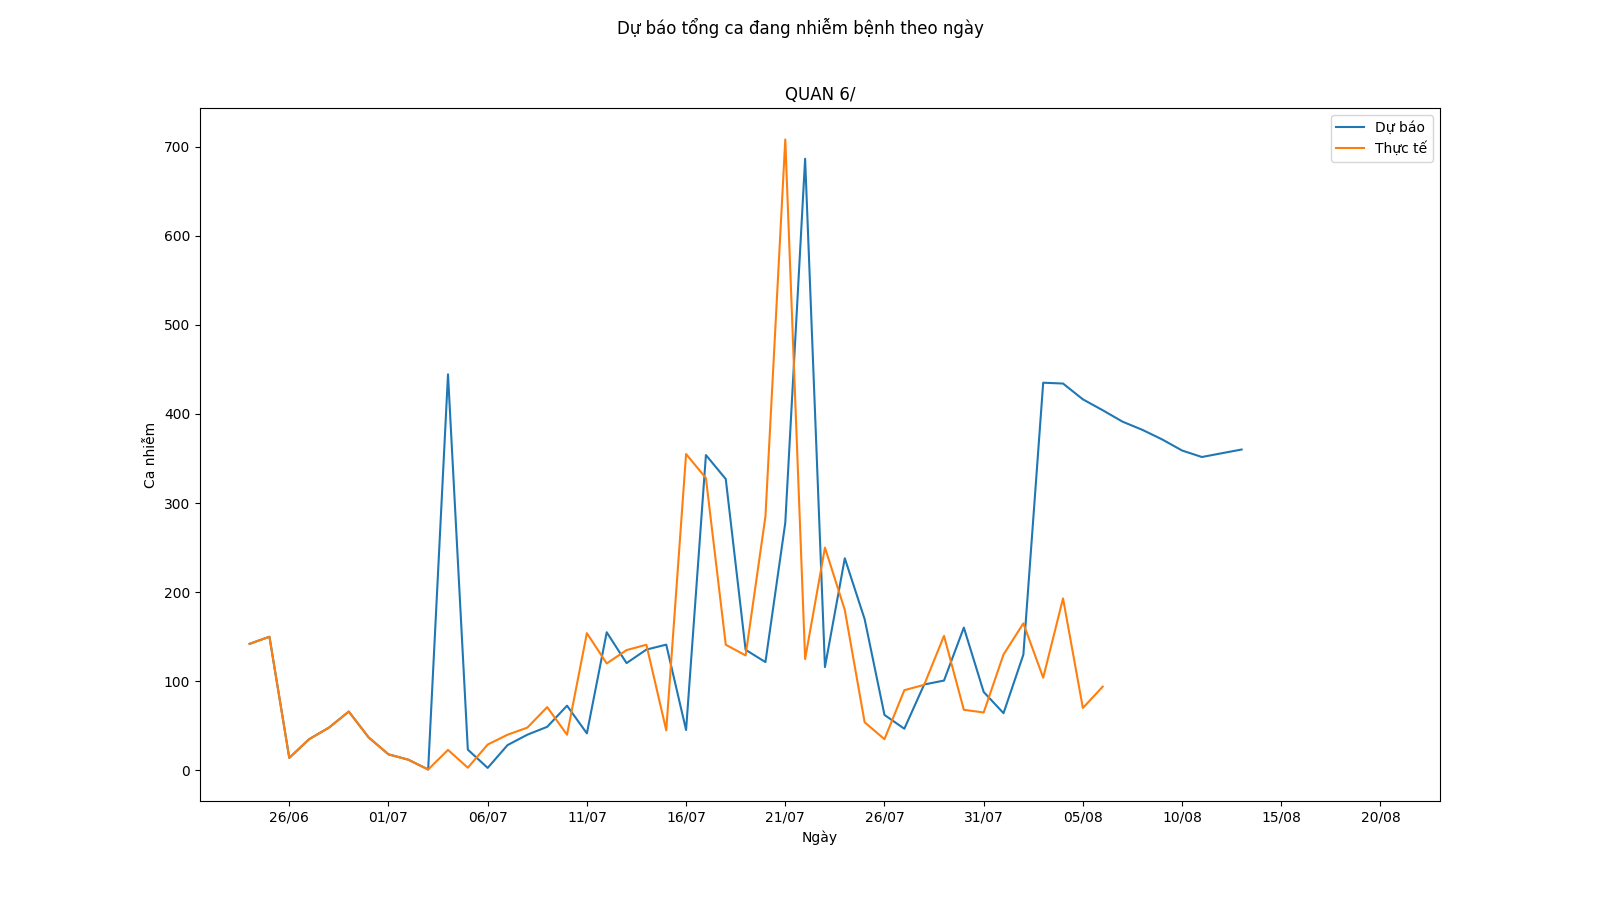 Dự báo tổng ca đang nhiễm bệnh theo ngày
QUAN 6/
Dự báo
Thực tế
700
600
500
400
300
200
100
0
Ca nhiễm
26/06 01/07 06/07 11/07 16/07 21/07 26/07 31/07 05/08 10/08 15/08 20/08
Ngày